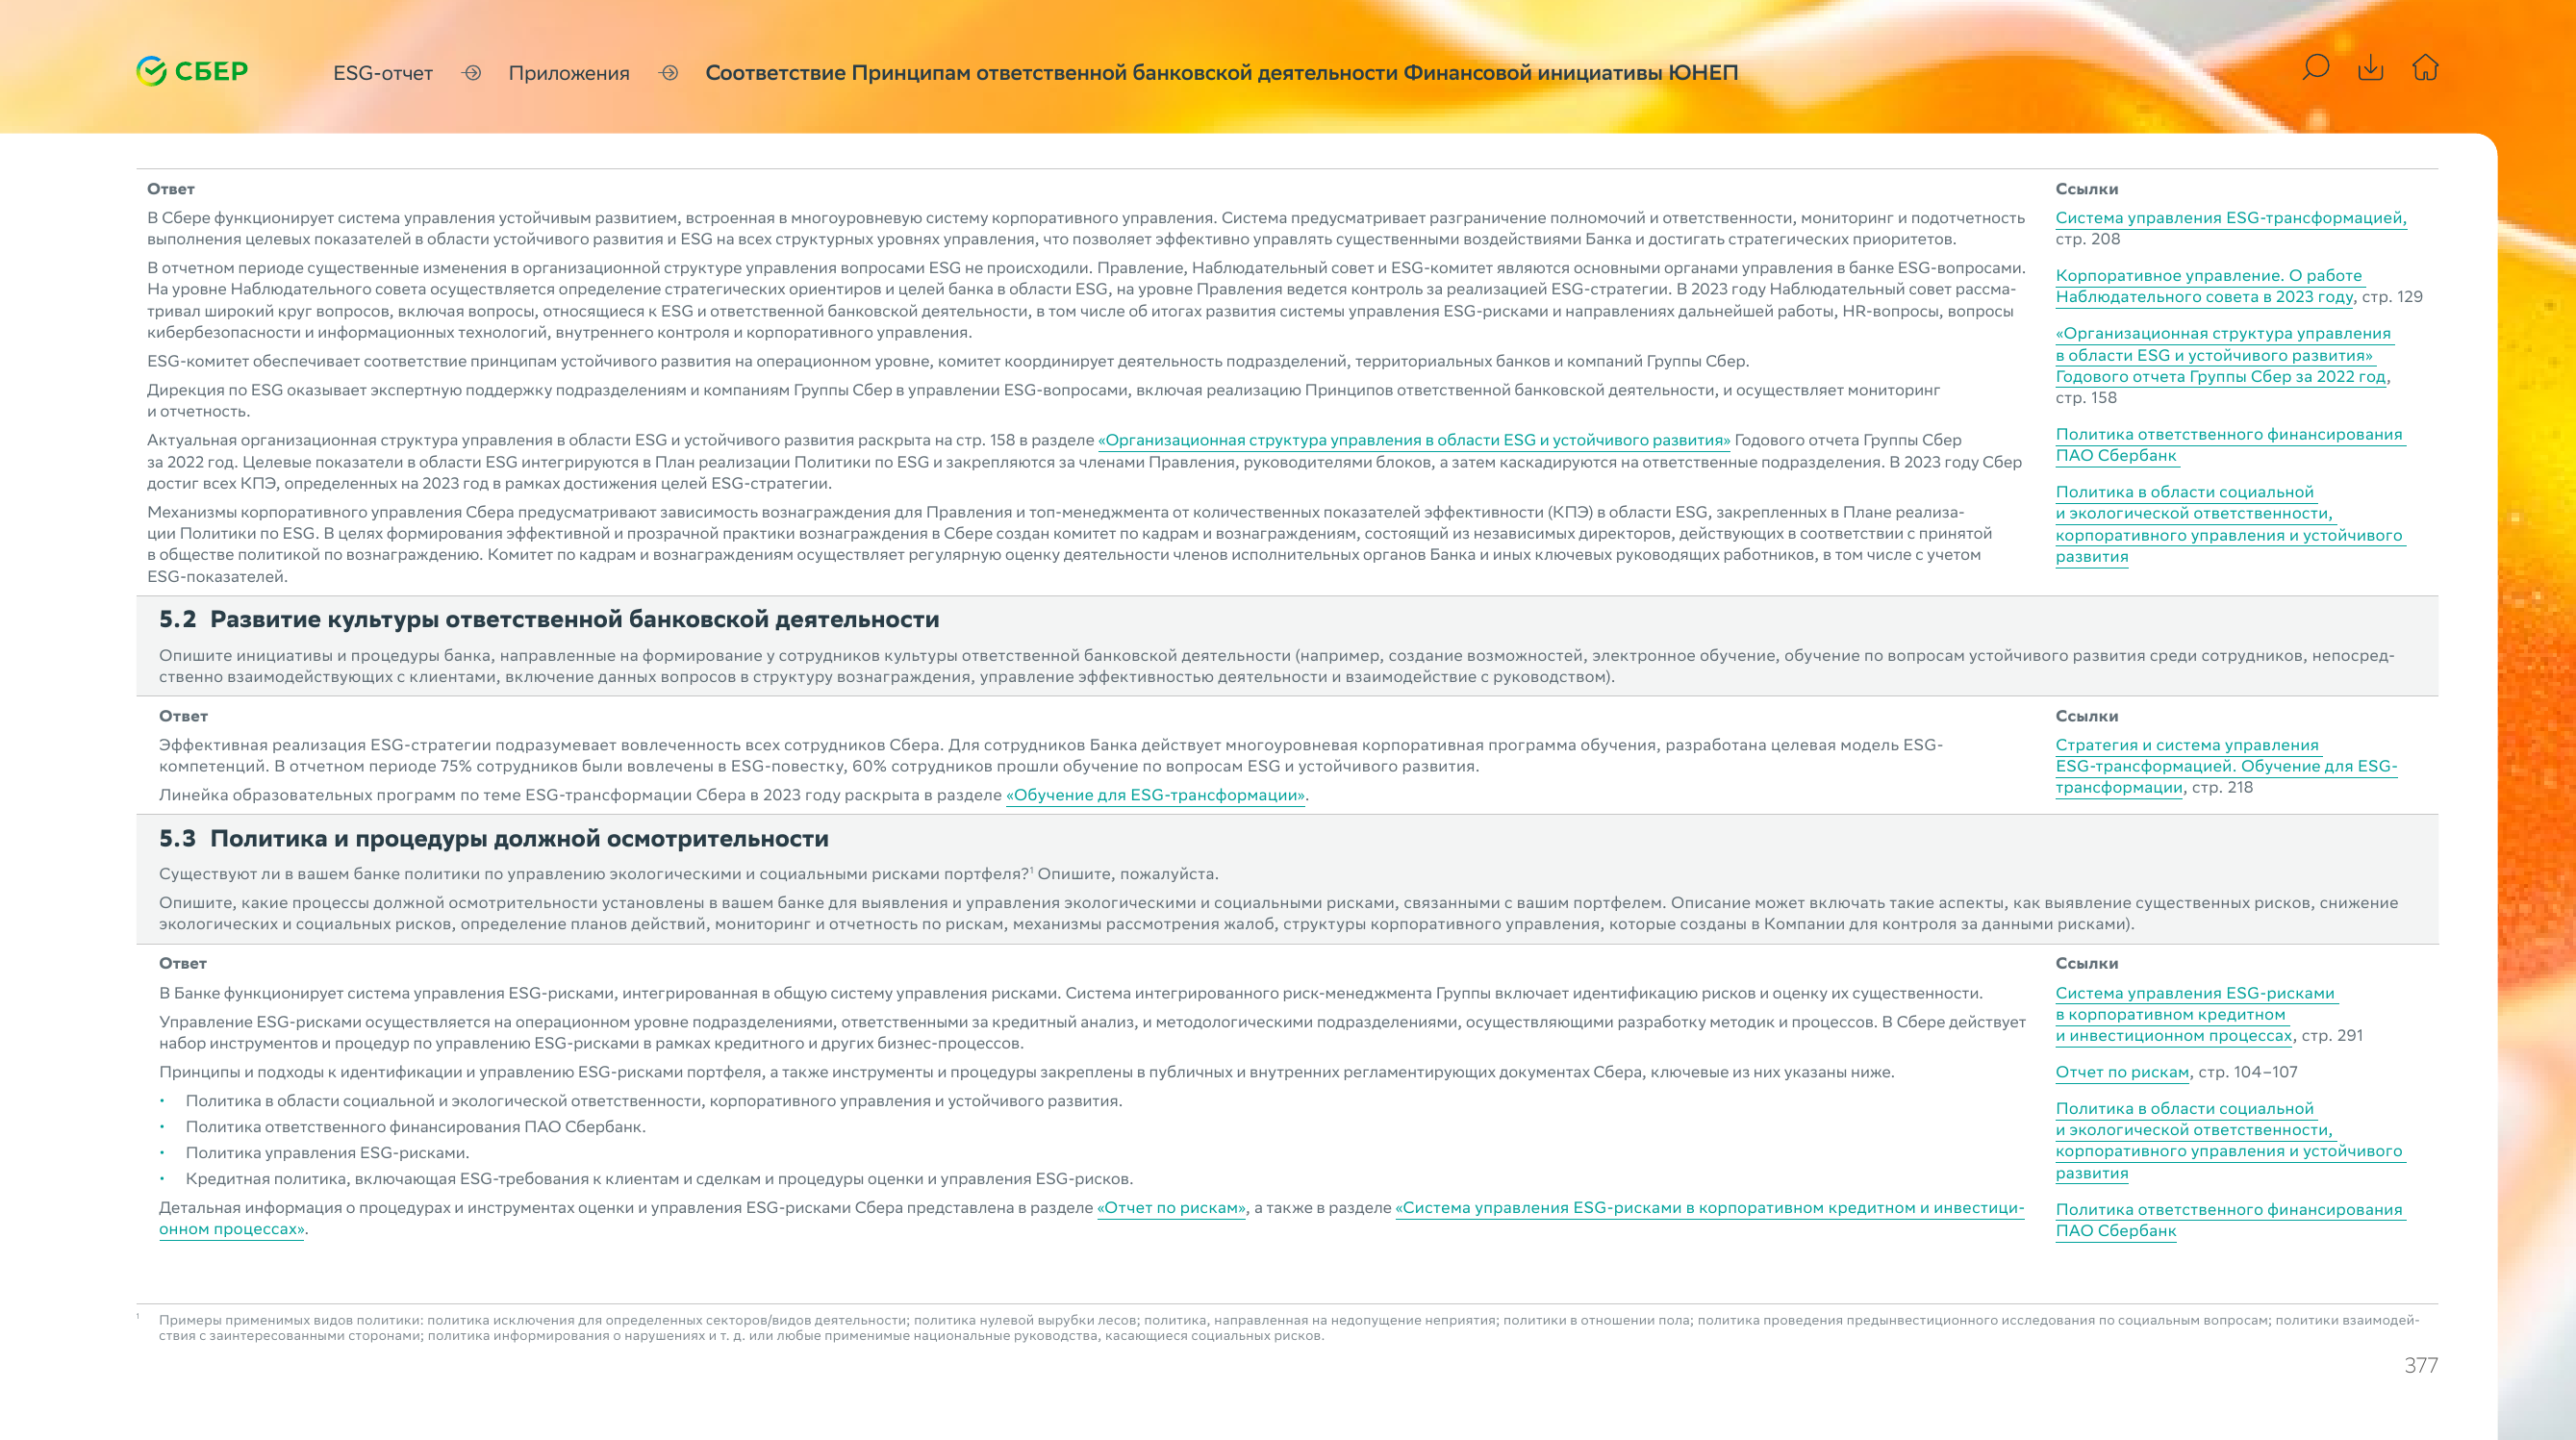 СБЕР
ESG-отчет
Приложения
Соответствие Принципам ответственной банковской деятельности Финансовой инициативы ЮНЕП
Ответ
В Сбере функционирует система управления устойчивым развитием, встроенная в многоуровневую систему корпоративного управления. Система предусматривает разграничение полномочий и ответственности, мониторинг и подотчетность
выполнения целевых показателей в области устойчивого развития и ESG на всех структурных уровнях управления, что позволяет эффективно управлять существенными воздействиями Банка и достигать стратегических приоритетов.
В отчетном периоде существенные изменения в организационной структуре управления вопросами ESG не происходили. Правление, Наблюдательный совет и ESG-комитет являются основными органами управления в банке ESG-вопросами.
На уровне Наблюдательного совета осуществляется определение стратегических ориентиров и целей банка в области ESG, на уровне Правления ведется контроль за реализацией ESG-стратегии. В 2023 году Наблюдательный совет рассма-
тривал широкий круг вопросов, включая вопросы, относящиеся к ESG и ответственной банковской деятельности, в том числе об итогах развития системы управления ESG-рисками и направлениях дальнейшей работы, HR-вопросы, вопросы
кибербезопасности и информационных технологий, внутреннего контроля и корпоративного управления.
ESG-комитет обеспечивает соответствие принципам устойчивого развития на операционном уровне, комитет координирует деятельность подразделений, территориальных банков и компаний Группы Сбер.
Дирекция по ESG оказывает экспертную поддержку подразделениям и компаниям Группы Сбер в управлении ESG-вопросами, включая реализацию Принципов ответственной банковской деятельности, и осуществляет мониторинг
и отчетность.
Актуальная организационная структура управления в области ESG и устойчивого развития раскрыта на стр. 158 в разделе «Организационная структура управления в области ESG и устойчивого развития» Годового отчета Группы Сбер
за 2022 год. Целевые показатели в области ESG интегрируются в План реализации Политики по ESG и закрепляются за членами Правления, руководителями блоков, а затем каскадируются на ответственные подразделения. В 2023 году Сбер
достиг всех КПЭ, определенных на 2023 год в рамках достижения целей ESG-стратегии.
Механизмы корпоративного управления Сбера предусматривают зависимость вознаграждения для Правления и топ-менеджмента от количественных показателей эффективности (КПЭ) в области ESG, закрепленных в Плане реализа-
ции Политики по ESG. В целях формирования эффективной и прозрачной практики вознаграждения в Сбере создан комитет по кадрам и вознаграждениям, состоящий из независимых директоров, действующих в соответствии с принятой
в обществе политикой по вознаграждению. Комитет по кадрам и вознаграждениям осуществляет регулярную оценку деятельности членов исполнительных органов Банка и иных ключевых руководящих работников, в том числе с учетом
ESG-показателей.
Ссылки
Система управления ESG-трансформацией,
стр. 208
Корпоративное управление. О работе
Наблюдательного совета в 2023 году, стр. 129
«Организационная структура управления
в области ESG и устойчивого развития»
Годового отчета Группы Сбер за 2022 год,
стр. 158
Политика ответственного финансирования
ПАО Сбербанк
Политика в области социальной
и экологической ответственности,
корпоративного управления и устойчивого
развития
5.2 Развитие культуры ответственной банковской деятельности
Опишите инициативы и процедуры банка, направленные на формирование у сотрудников культуры ответственной банковской деятельности (например, создание возможностей, электронное обучение, обучение по вопросам устойчивого развития среди сотрудников, непосред-
ственно взаимодействующих с клиентами, включение данных вопросов в структуру вознаграждения, управление эффективностью деятельности и взаимодействие с руководством).
Ответ
Эффективная реализация ESG-стратегии подразумевает вовлеченность всех сотрудников Сбера. Для сотрудников Банка действует многоуровневая корпоративная программа обучения, разработана целевая модель ESG-
компетенций. В отчетном периоде 75% сотрудников были вовлечены в ESG-повестку, 60% сотрудников прошли обучение по вопросам ESG и устойчивого развития.
Линейка образовательных программ по теме ESG-трансформации Сбера в 2023 году раскрыта в разделе «Обучение для ESG-трансформации».
Ссылки
Стратегия и система управления
ESG-трансформацией. Обучение для ESG-
трансформации, стр. 218
5.3 Политика и процедуры должной осмотрительности
Существуют ли в вашем банке политики по управлению экологическими и социальными рисками портфеля?¹ Опишите, пожалуйста.
Опишите, какие процессы должной осмотрительности установлены в вашем банке для выявления и управления экологическими и социальными рисками, связанными с вашим портфелем. Описание может включать такие аспекты, как выявление существенных рисков, снижение
экологических и социальных рисков, определение планов действий, мониторинг и отчетность по рискам, механизмы рассмотрения жалоб, структуры корпоративного управления, которые созданы в Компании для контроля за данными рисками).
Ответ
В Банке функционирует система управления ESG-рисками, интегрированная в общую систему управления рисками. Система интегрированного риск-менеджмента Группы включает идентификацию рисков и оценку их существенности.
Управление ESG-рисками осуществляется на операционном уровне подразделениями, ответственными за кредитный анализ, и методологическими подразделениями, осуществляющими разработку методик и процессов. В Сбере действует
набор инструментов и процедур по управлению ESG-рисками в рамках кредитного и других бизнес-процессов.
Принципы и подходы к идентификации и управлению ESG-рисками портфеля, а также инструменты и процедуры закреплены в публичных и внутренних регламентирующих документах Сбера, ключевые из них указаны ниже.
• Политика в области социальной и экологической ответственности, корпоративного управления и устойчивого развития.
• Политика ответственного финансирования ПАО Сбербанк.
• Политика управления ESG-рисками.
• Кредитная политика, включающая ESG-требования к клиентам и сделкам и процедуры оценки и управления ESG-рисков.
Детальная информация о процедурах и инструментах оценки и управления ESG-рисками Сбера представлена в разделе «Отчет по рискам», а также в разделе «Система управления ESG-рисками в корпоративном кредитном и инвестици-
онном процессах».
Ссылки
Система управления ESG-рисками
в корпоративном кредитном
и инвестиционном процессах, стр. 291
Отчет по рискам, стр. 104–107
Политика в области социальной
и экологической ответственности,
корпоративного управления и устойчивого
развития
Политика ответственного финансирования
ПАО Сбербанк
¹ Примеры применимых видов политики: политика исключения для определенных секторов/видов деятельности; политика нулевой вырубки лесов; политика, направленная на недопущение неприятия; политики в отношении пола; политика проведения предынвестиционного исследования по социальным вопросам; политики взаимодей-
ствия с заинтересованными сторонами; политика информирования о нарушениях и т. д. или любые применимые национальные руководства, касающиеся социальных рисков.
377